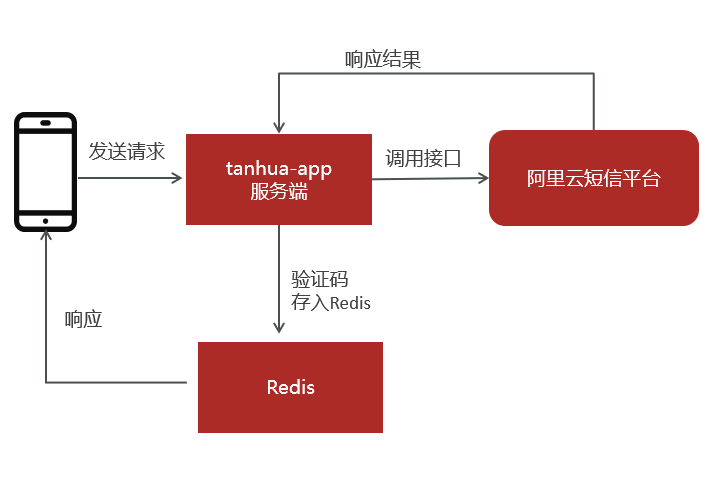 响应结果
发送请求
tanhua-app
服务端
调用接口
阿里云短信平台
验证码
存入Redis
响应
Redis